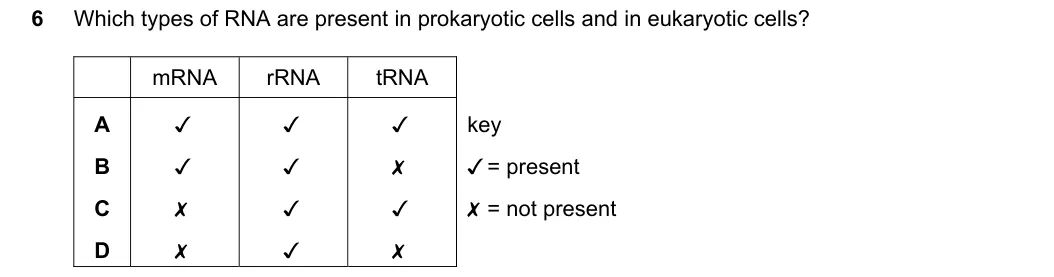 6 Which types of RNA are present in prokaryotic cells and in eukaryotic cells?
mRNA rRNA tRNA
A ✓ ✓ ✓ key
B ✓ ✓ ✗ ✓ = present
C ✗ ✓ ✓ ✗ = not present
D ✗ ✓ ✗